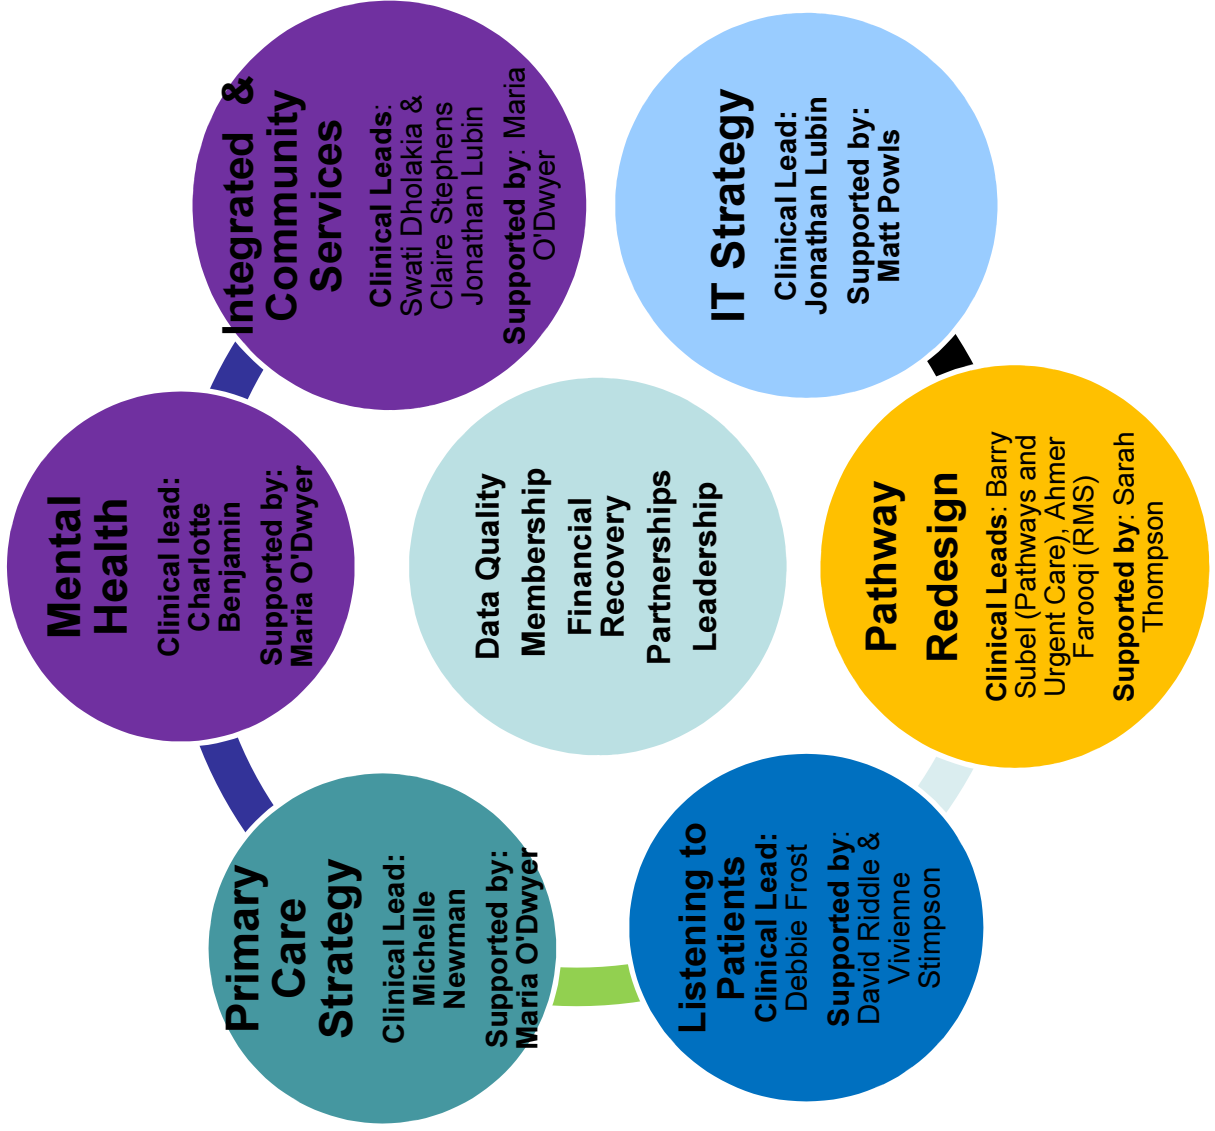 Mental
Health
Clinical lead:
Charlotte
Benjamin
Supported by:
Maria O'Dwyer
Primary
Care
Strategy
Clinical Lead:
Michelle
Newman
Supported by:
Maria O'Dwyer
Integrated &
Community
Services
Clinical Leads:
Swati Dholakia &
Claire Stephens
Jonathan Lubin
Supported by: Maria
O'Dwyer
Data Quality
Membership
Financial
Recovery
Partnerships
Leadership
Listening to
Patients
Clinical Lead:
Debbie Frost
Supported by:
David Riddle &
Vivienne
Stimpson
IT Strategy
Clinical Lead:
Jonathan Lubin
Supported by:
Matt Powls
Pathway
Redesign
Clinical Leads: Barry
Subel (Pathways and
Urgent Care), Ahmer
Farooqi (RMS)
Supported by: Sarah
Thompson